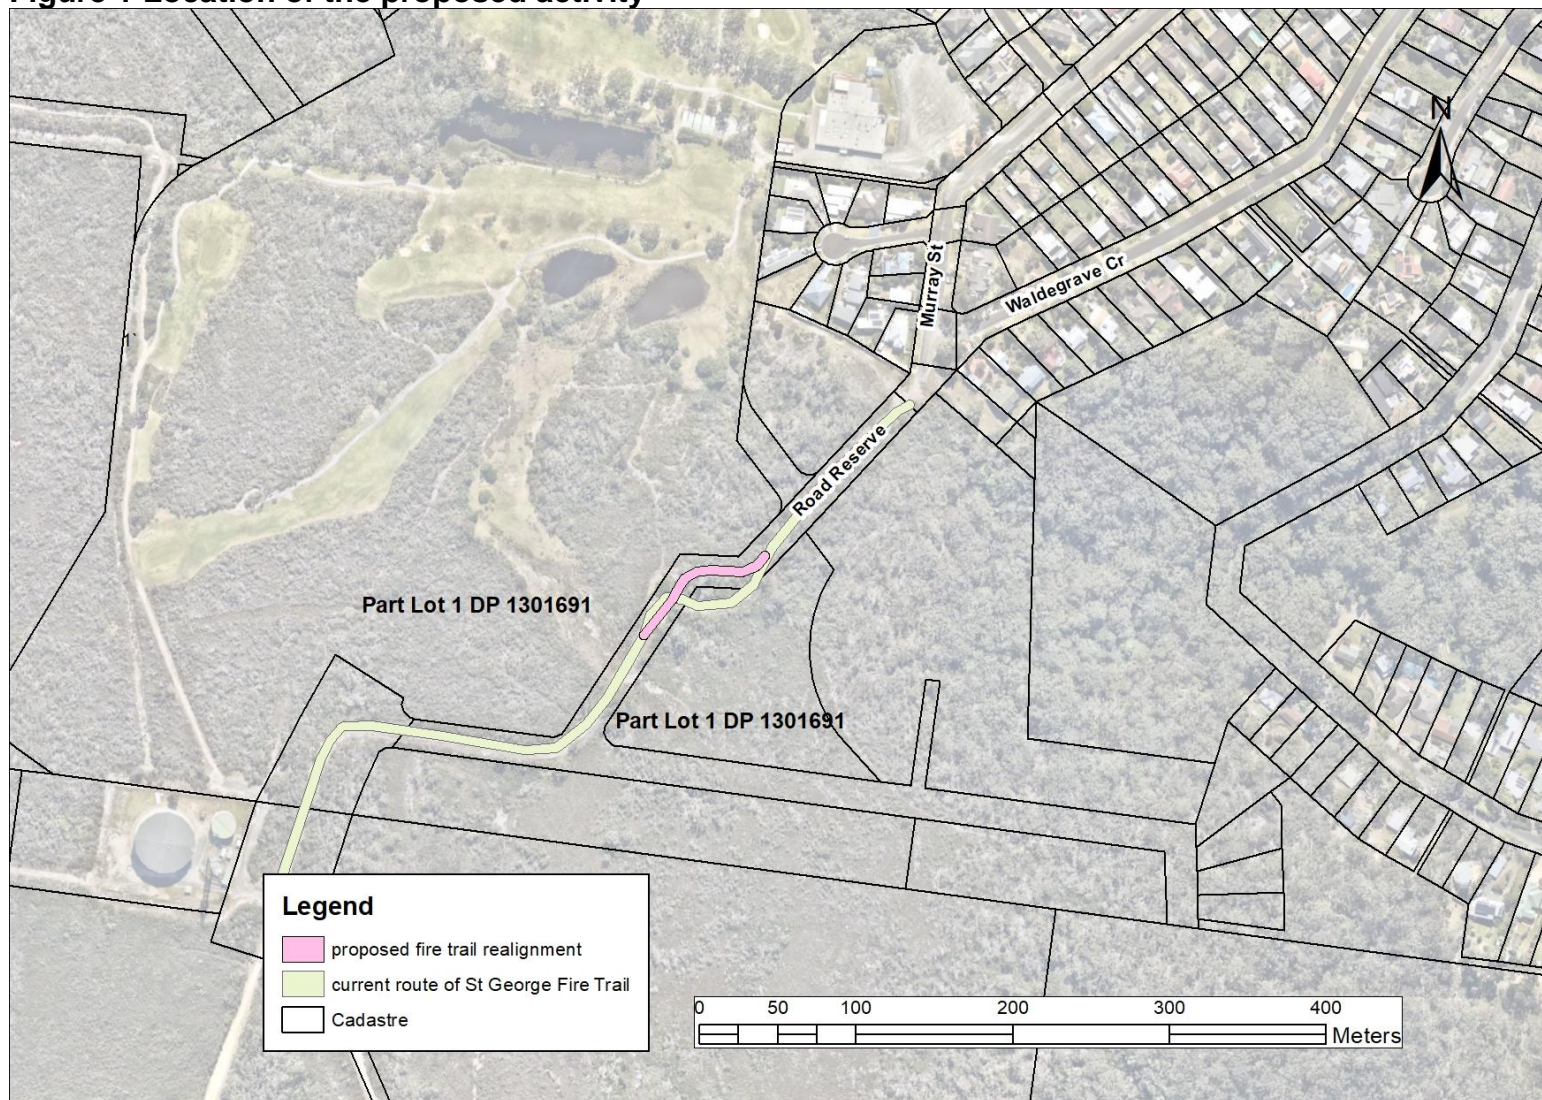 Figure 1 Location of the proposed activity
N
Murray St
Waldegrave Cr
1`
Road Reserve
Part Lot 1 DP 1301691
Part Lot 1 DP 1301691
Legend
proposed fire trail realignment
current route of St George Fire Trail
Cadastre
0 50 100 200 300 400
Meters